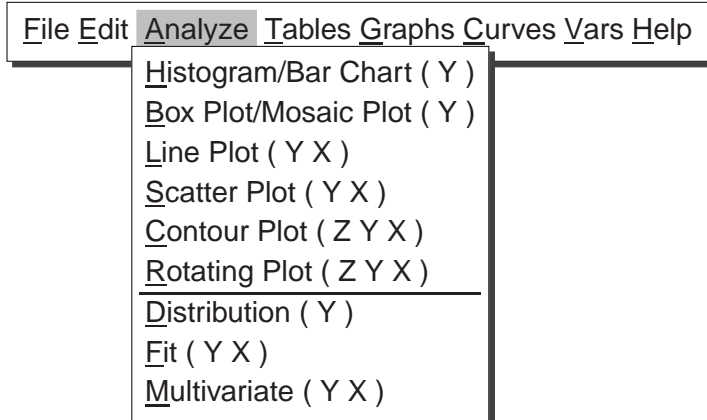 File Edit Analyze Tables Graphs Curves Vars Help
Histogram/Bar Chart ( Y )
Box Plot/Mosaic Plot ( Y )
Line Plot ( Y X )
Scatter Plot ( Y X )
Contour Plot ( Z Y X )
Rotating Plot ( Z Y X )
Distribution ( Y )
Fit ( Y X )
Multivariate ( Y X )